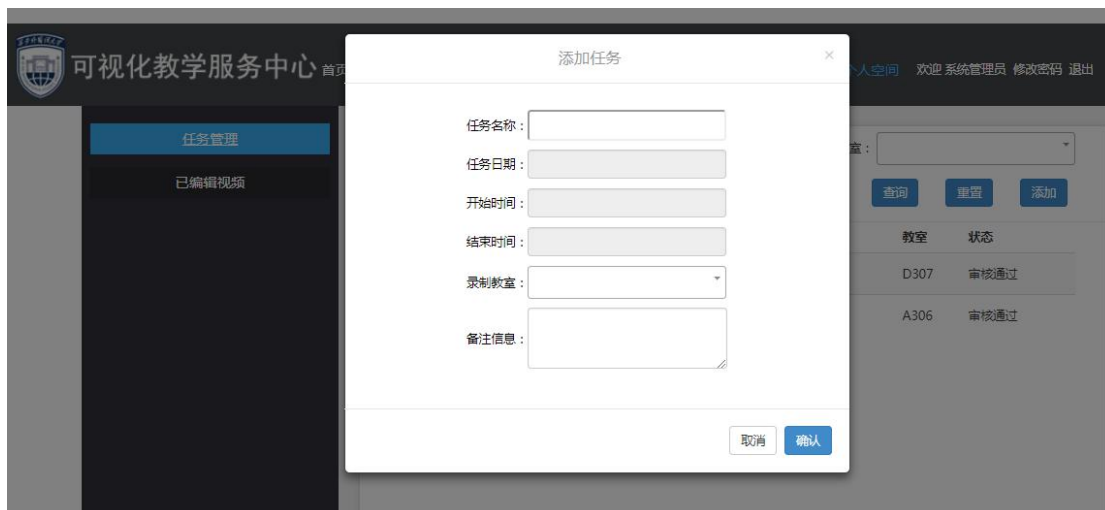 可视化教学服务中心 首页
个人空间 欢迎 系统管理员 修改密码 退出
任务管理
已编辑视频
添加任务 ×
任务名称：
任务日期：
开始时间：
结束时间：
录制教室：
备注信息：
取消 确认
室：
查询 重置 添加
教室 状态
D307 审核通过
A306 审核通过